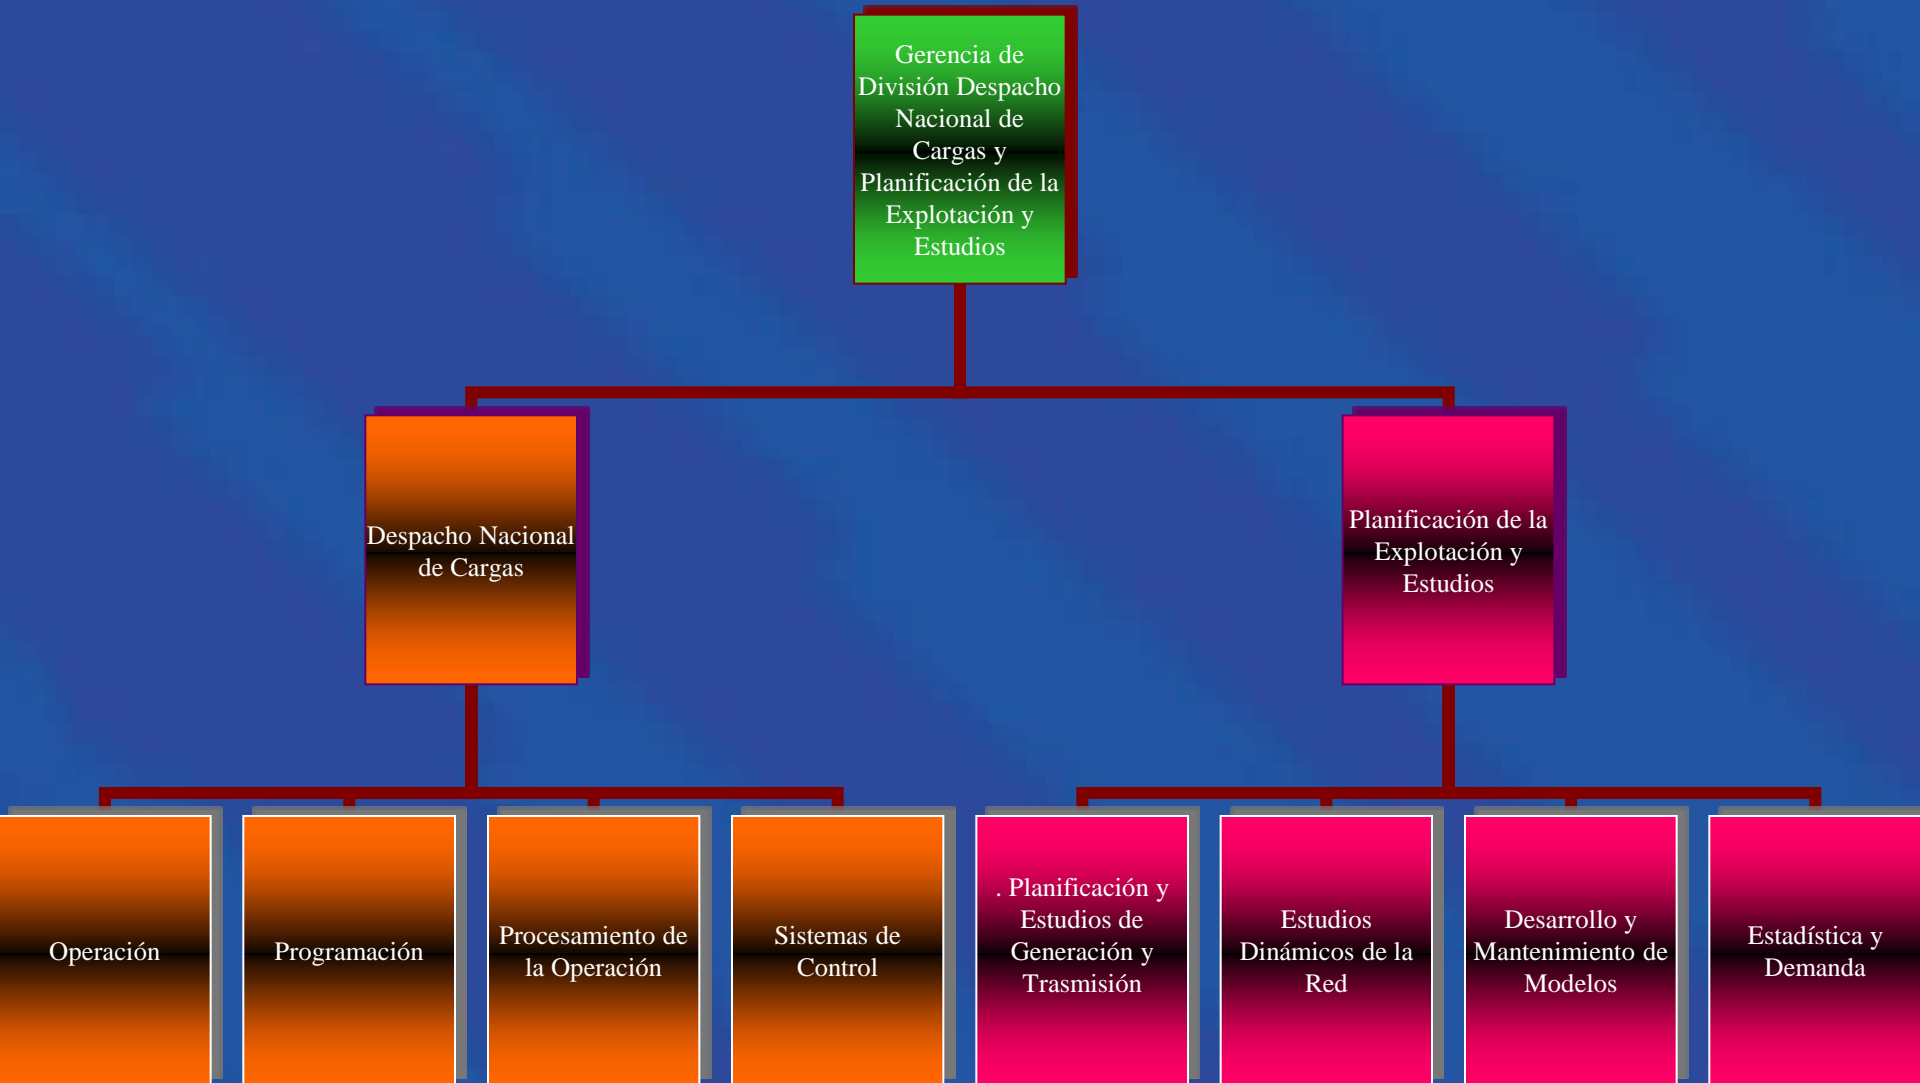 Gerencia de
División Despacho
Nacional de
Cargas y
Planificación de la
Explotación y
Estudios
Despacho Nacional
de Cargas
Planificación de la
Explotación y
Estudios
Operación
Programación
Procesamiento de
la Operación
Sistemas de
Control
. Planificación y
Estudios de
Generación y
Trasmisión
Estudios
Dinámicos de la
Red
Desarrollo y
Mantenimiento de
Modelos
Estadística y
Demanda